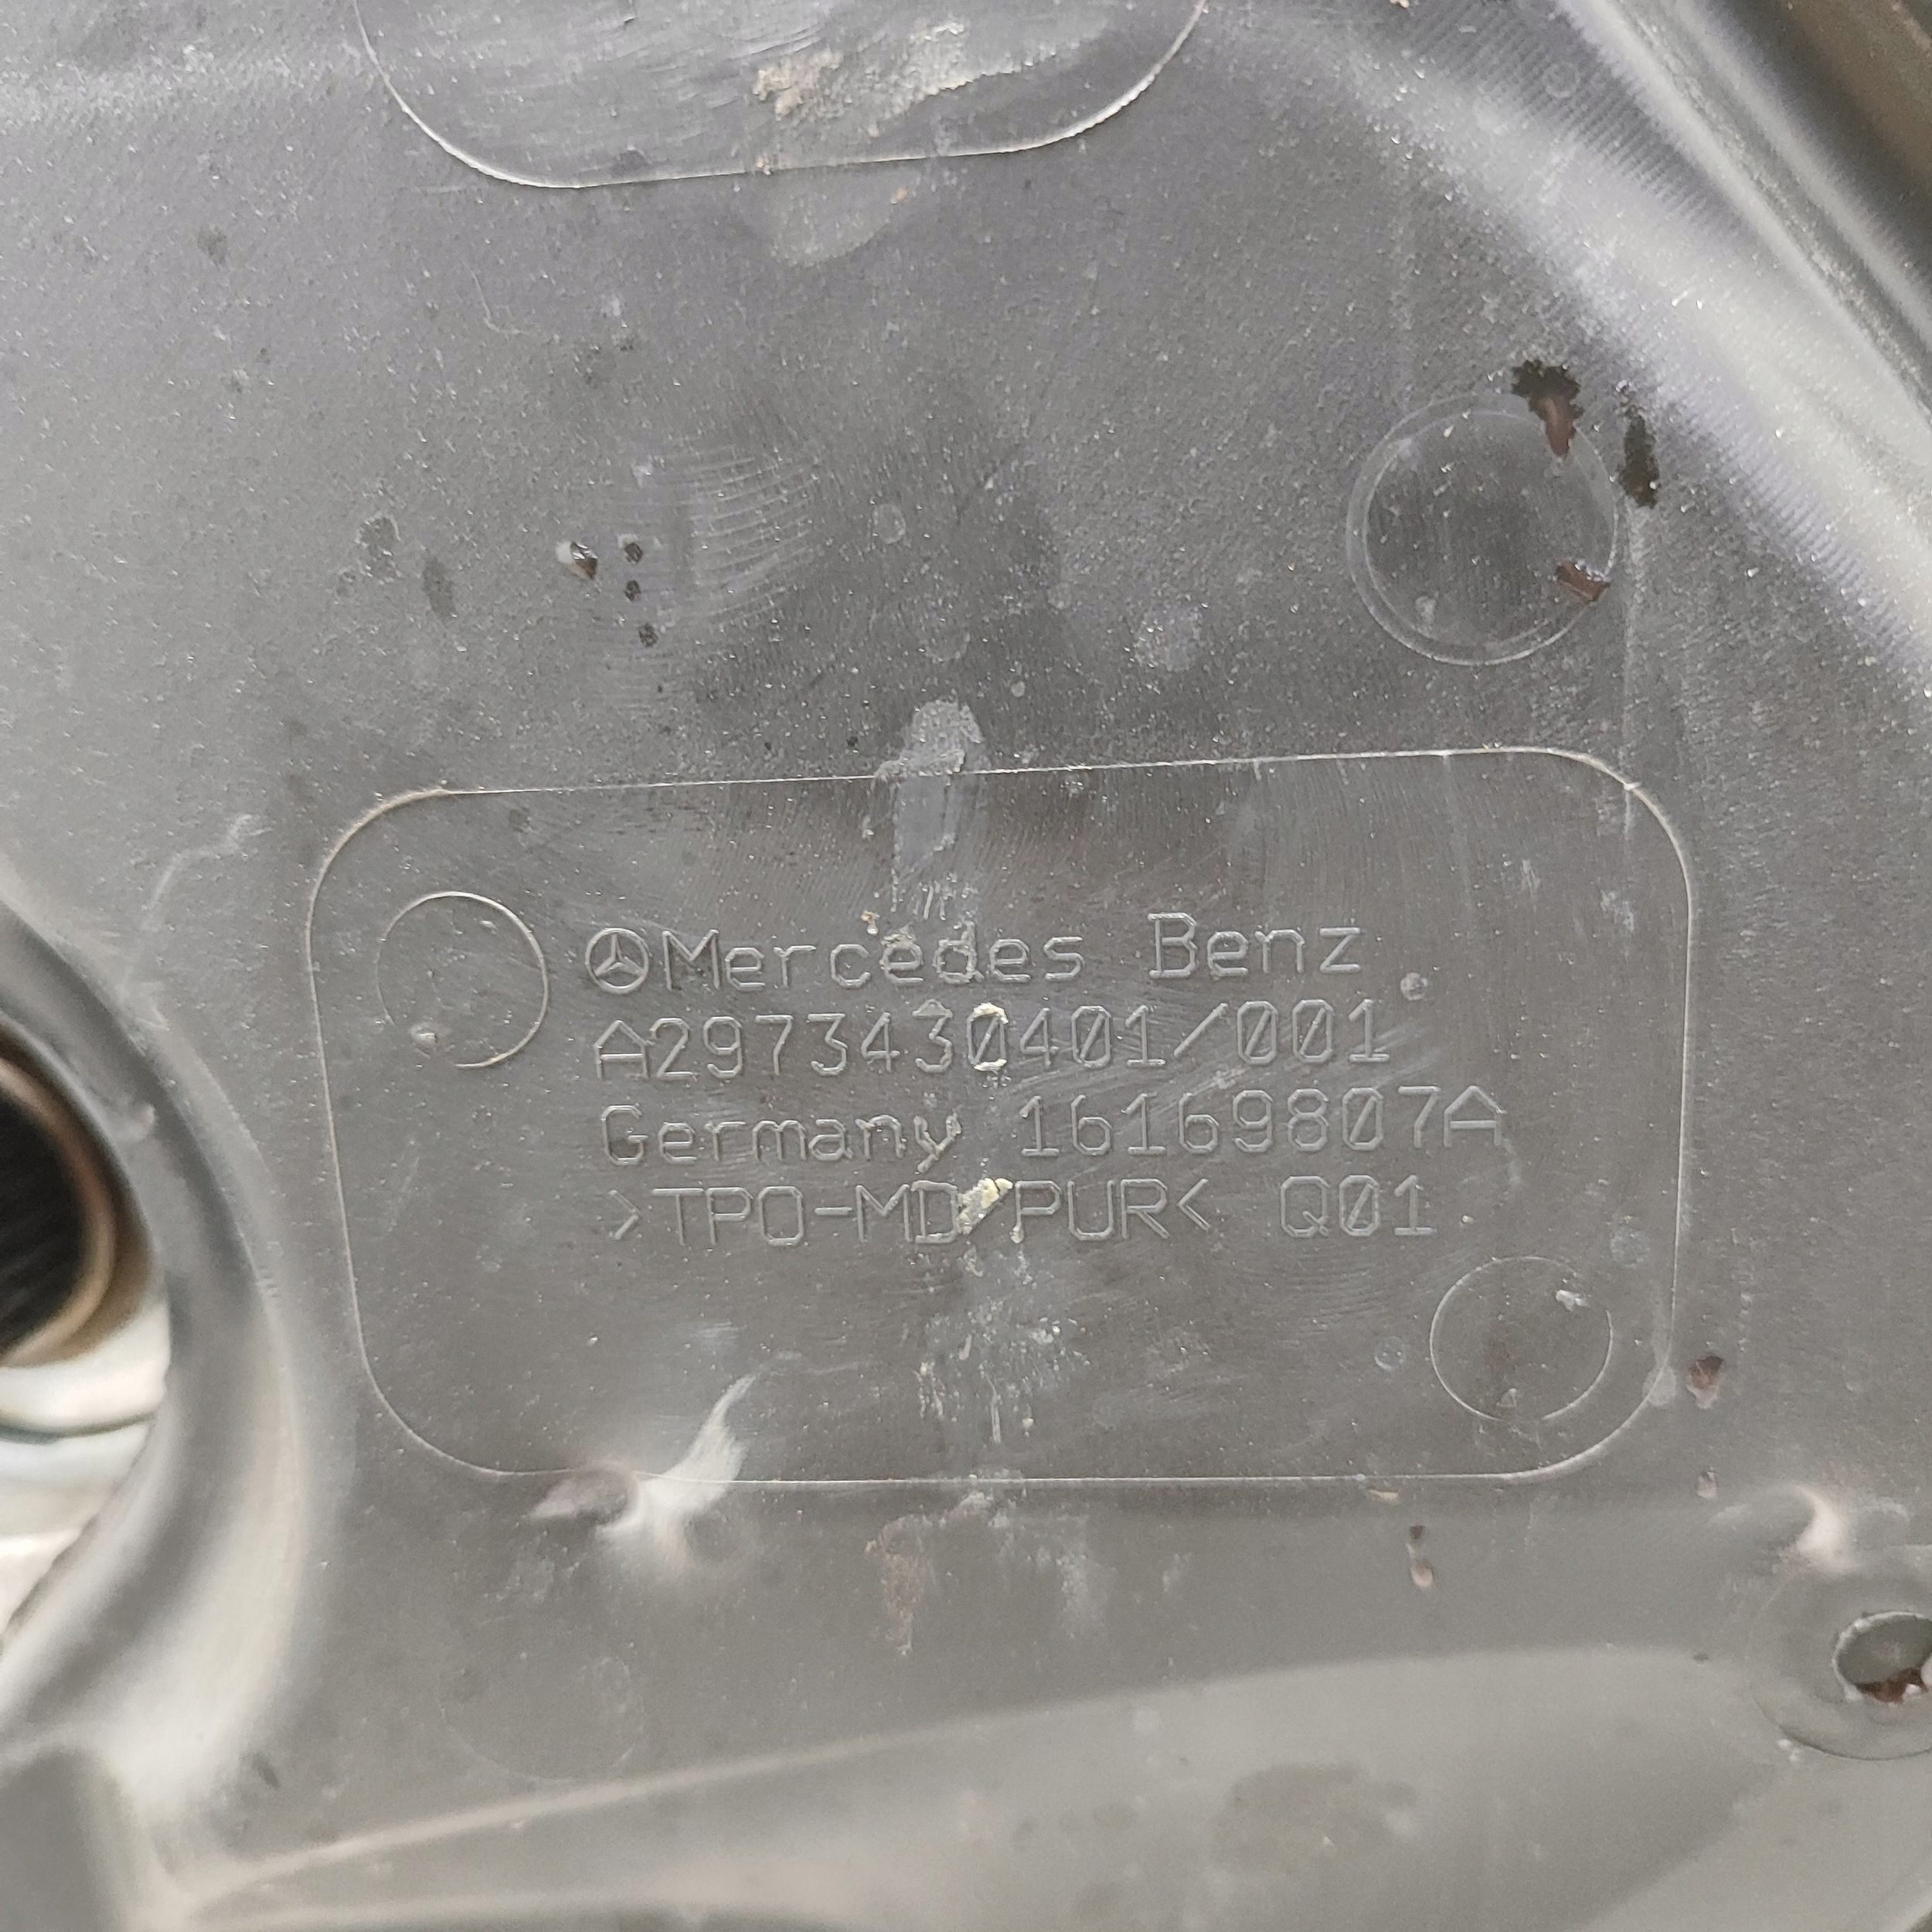 Mercedes Benz
A2973430401/001
Germany 16169807A
>TPO-MD/PUR< Q01